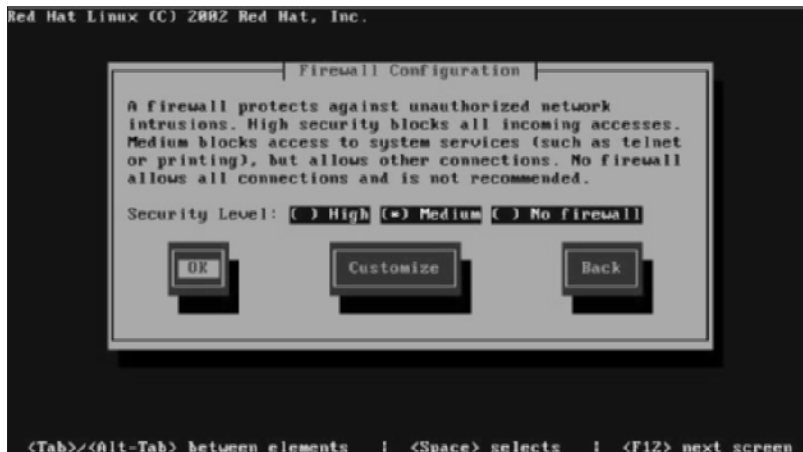 Red Hat Linux (C) 2002 Red Hat, Inc.
Firewall Configuration
A firewall protects against unauthorized network
intrusions. High security blocks all incoming accesses.
Medium blocks access to system services (such as telnet
or printing), but allows other connections. No firewall
allows all connections and is not recommended.
Security Level: ( ) High (*) Medium ( ) No firewall
OK Customize Back
<Tab>/<Alt-Tab> between elements | <Space> selects | <F12> next screen